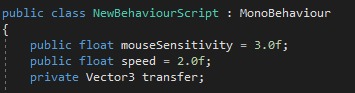 public class NewBehaviourScript : MonoBehaviour
{
    public float mouseSensitivity = 3.0f;
    public float speed = 2.0f;
    private Vector3 transfer;